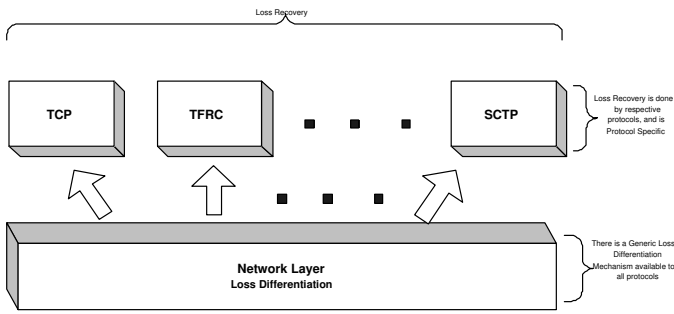 Loss Recovery
TCP
TFRC
SCTP
Loss Recovery is done
by respective
protocols, and is
Protocol Specific
There is a Generic Loss
Differentiation
Mechanism available to
all protocols
Network Layer
Loss Differentiation